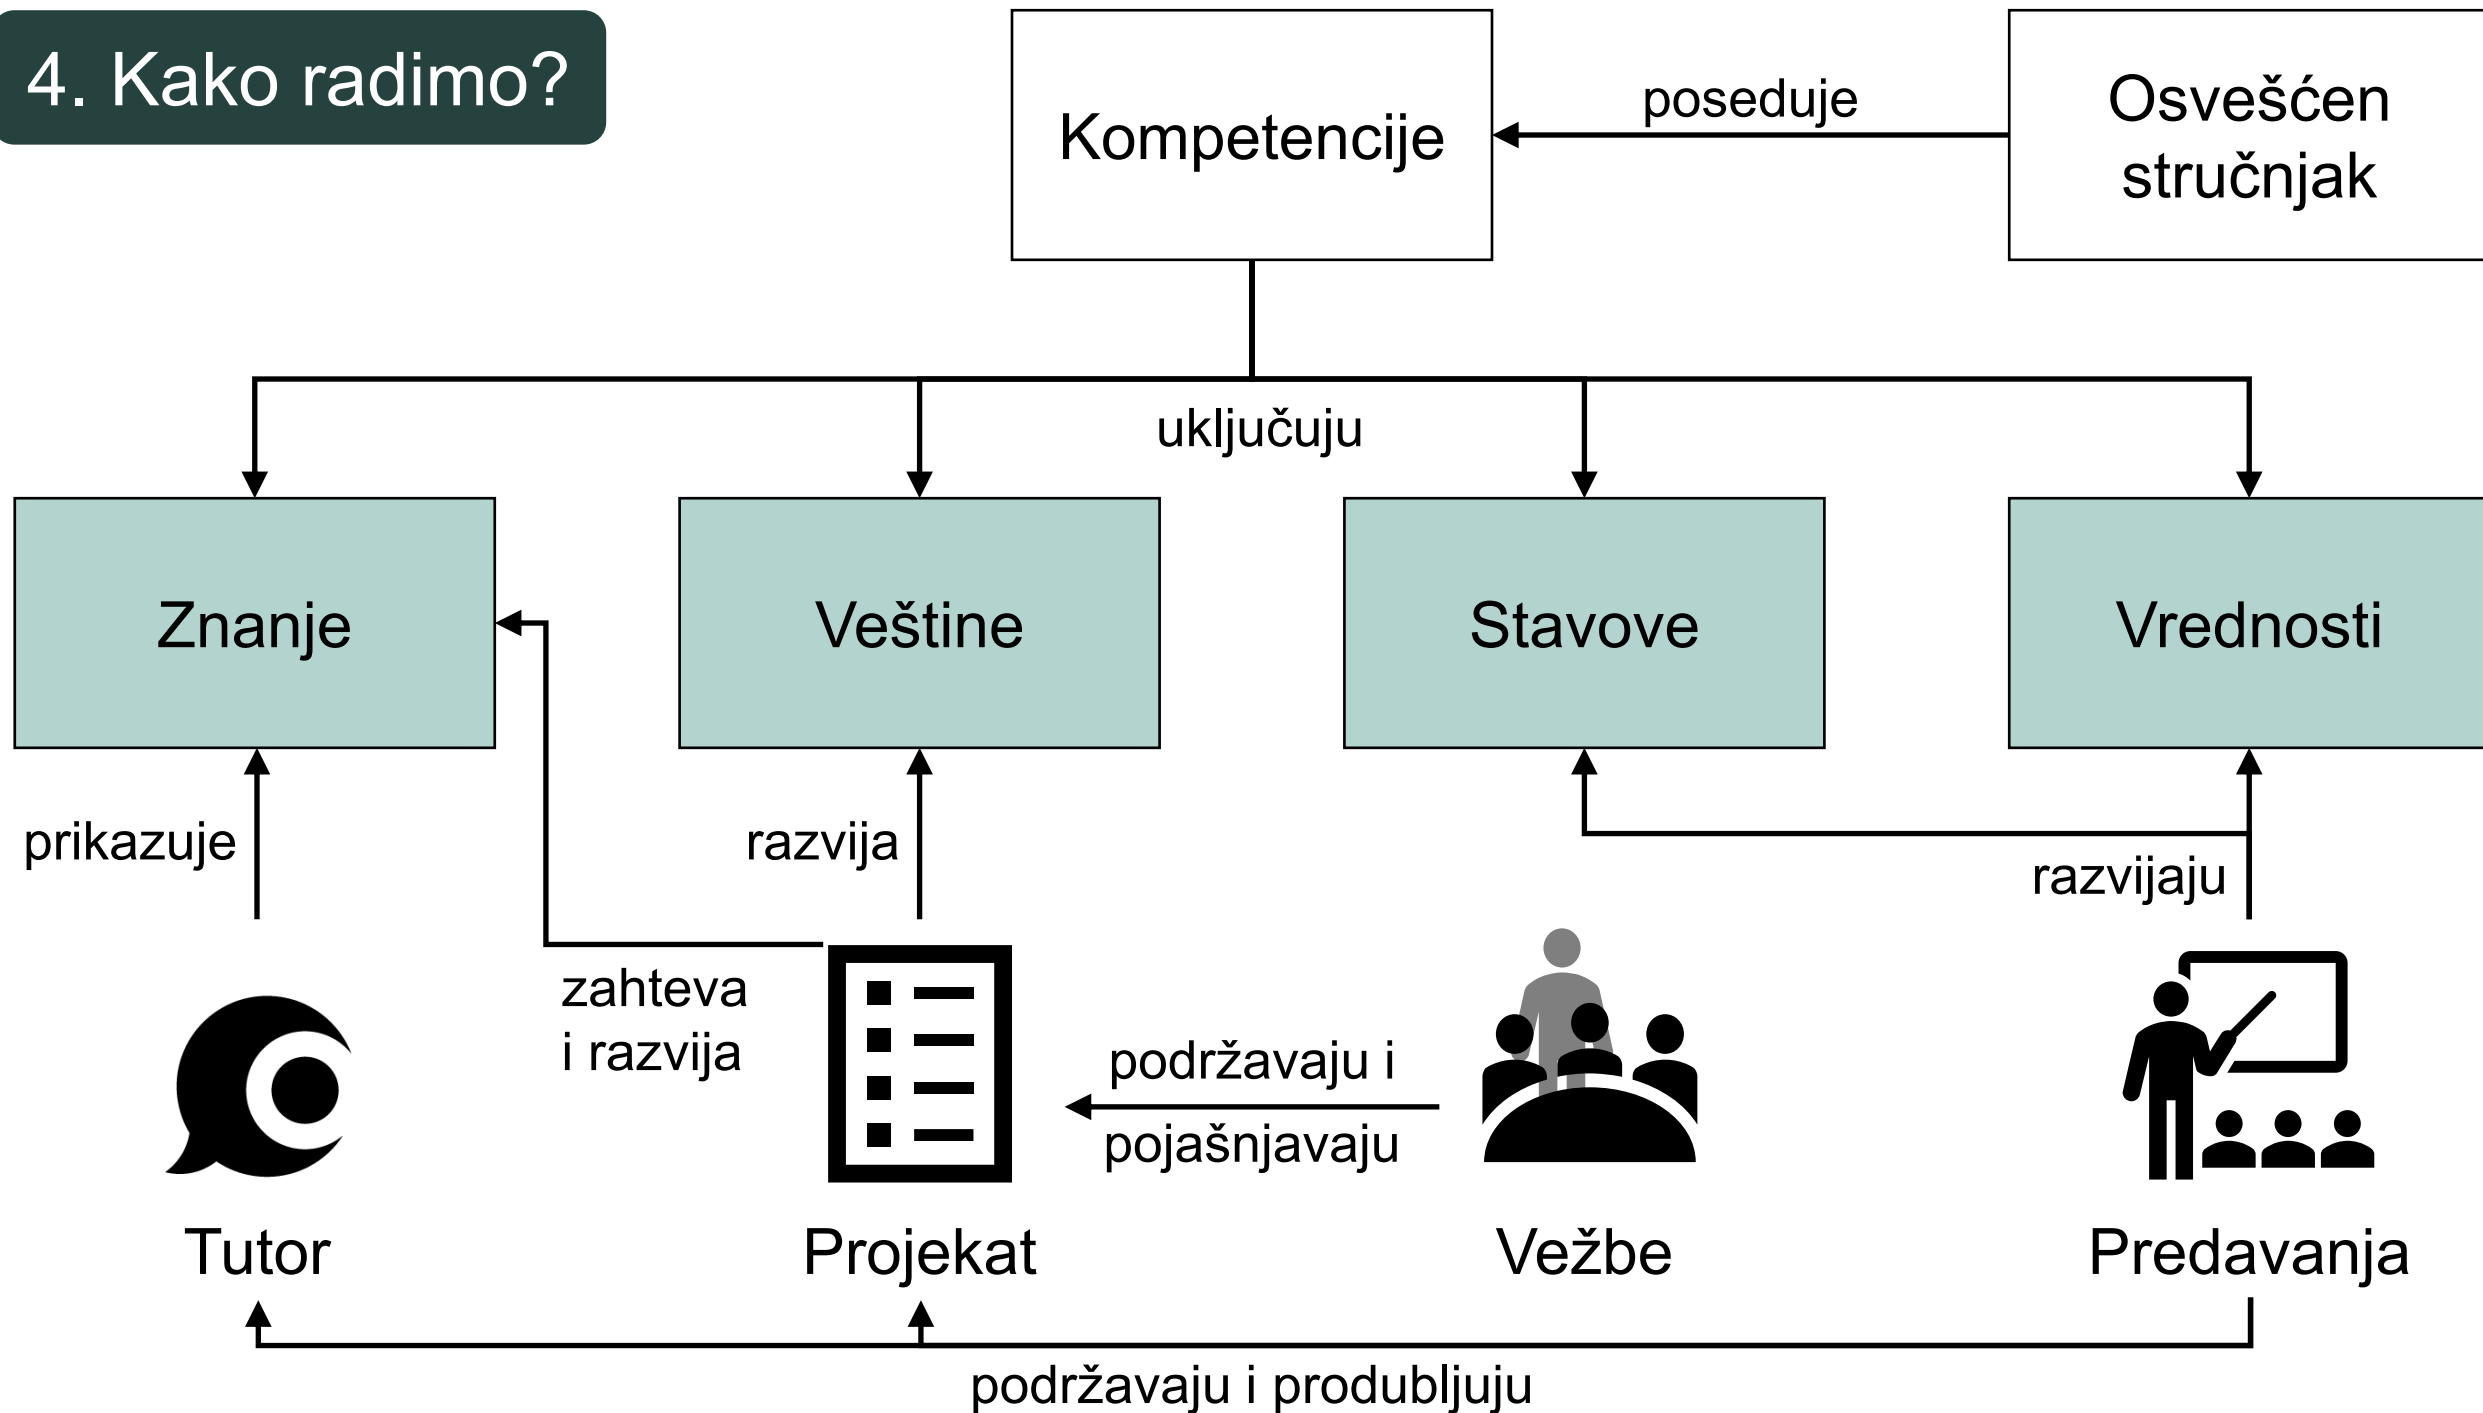 4. Kako radimo?
Kompetencije
poseduje
Osvešćen
stručnjak
uključuju
Znanje
Veštine
Stavove
Vrednosti
prikazuje
razvija
razvijaju
zahteva
i razvija
podržavaju i
pojašnjavaju
Tutor
Projekat
Vežbe
Predavanja
podržavaju i produbljuju